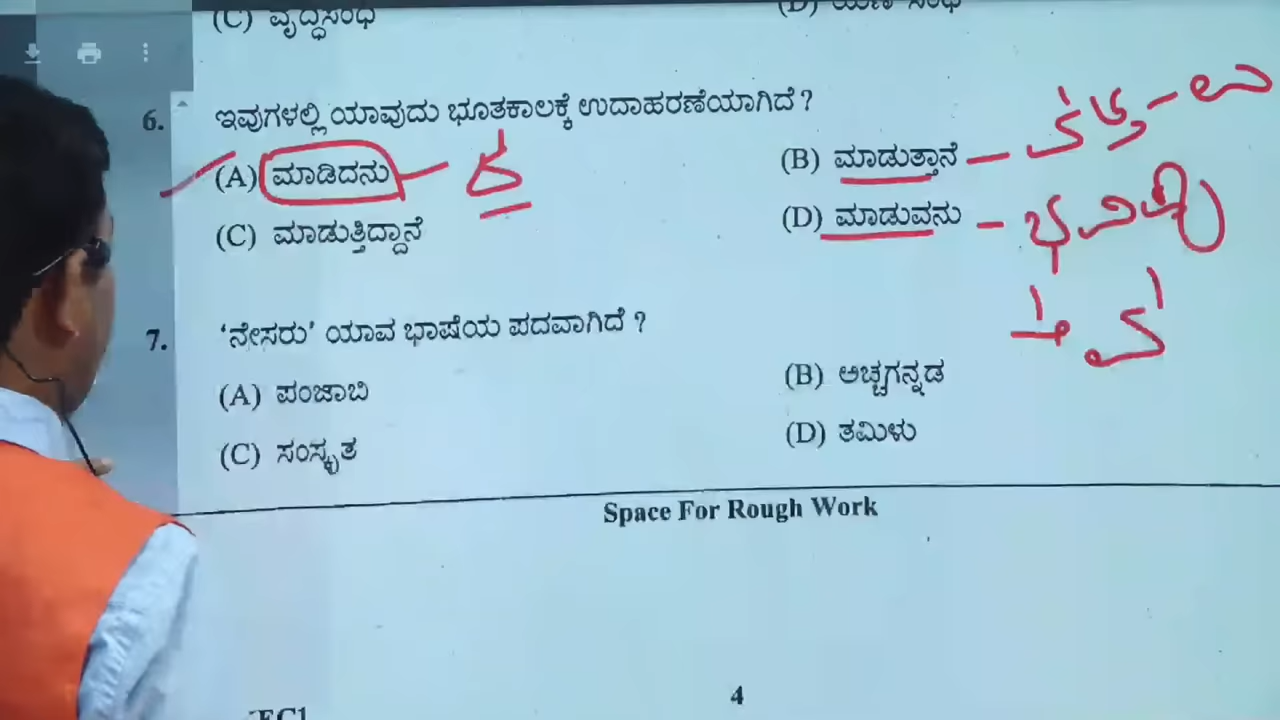 (C) ವೃದ್ಧಿಸಂಧಿ
6. ಇವುಗಳಲ್ಲಿ ಯಾವುದು ಭೂತಕಾಲಕ್ಕೆ ಉದಾಹರಣೆಯಾಗಿದೆ ?
(A) ಮಾಡಿದನು – ದ
(B) ಮಾಡುತ್ತಾನೆ –
(C) ಮಾಡುತ್ತಿದ್ದಾನೆ
(D) ಮಾಡುವನು – ಭವಿಷ್ಯ
ವ
7. ‘ನೇಸರು’ ಯಾವ ಭಾಷೆಯ ಪದವಾಗಿದೆ ?
(A) ಪಂಜಾಬಿ
(B) ಅಚ್ಚಗನ್ನಡ
(C) ಸಂಸ್ಕೃತ
(D) ತಮಿಳು
Space For Rough Work
4